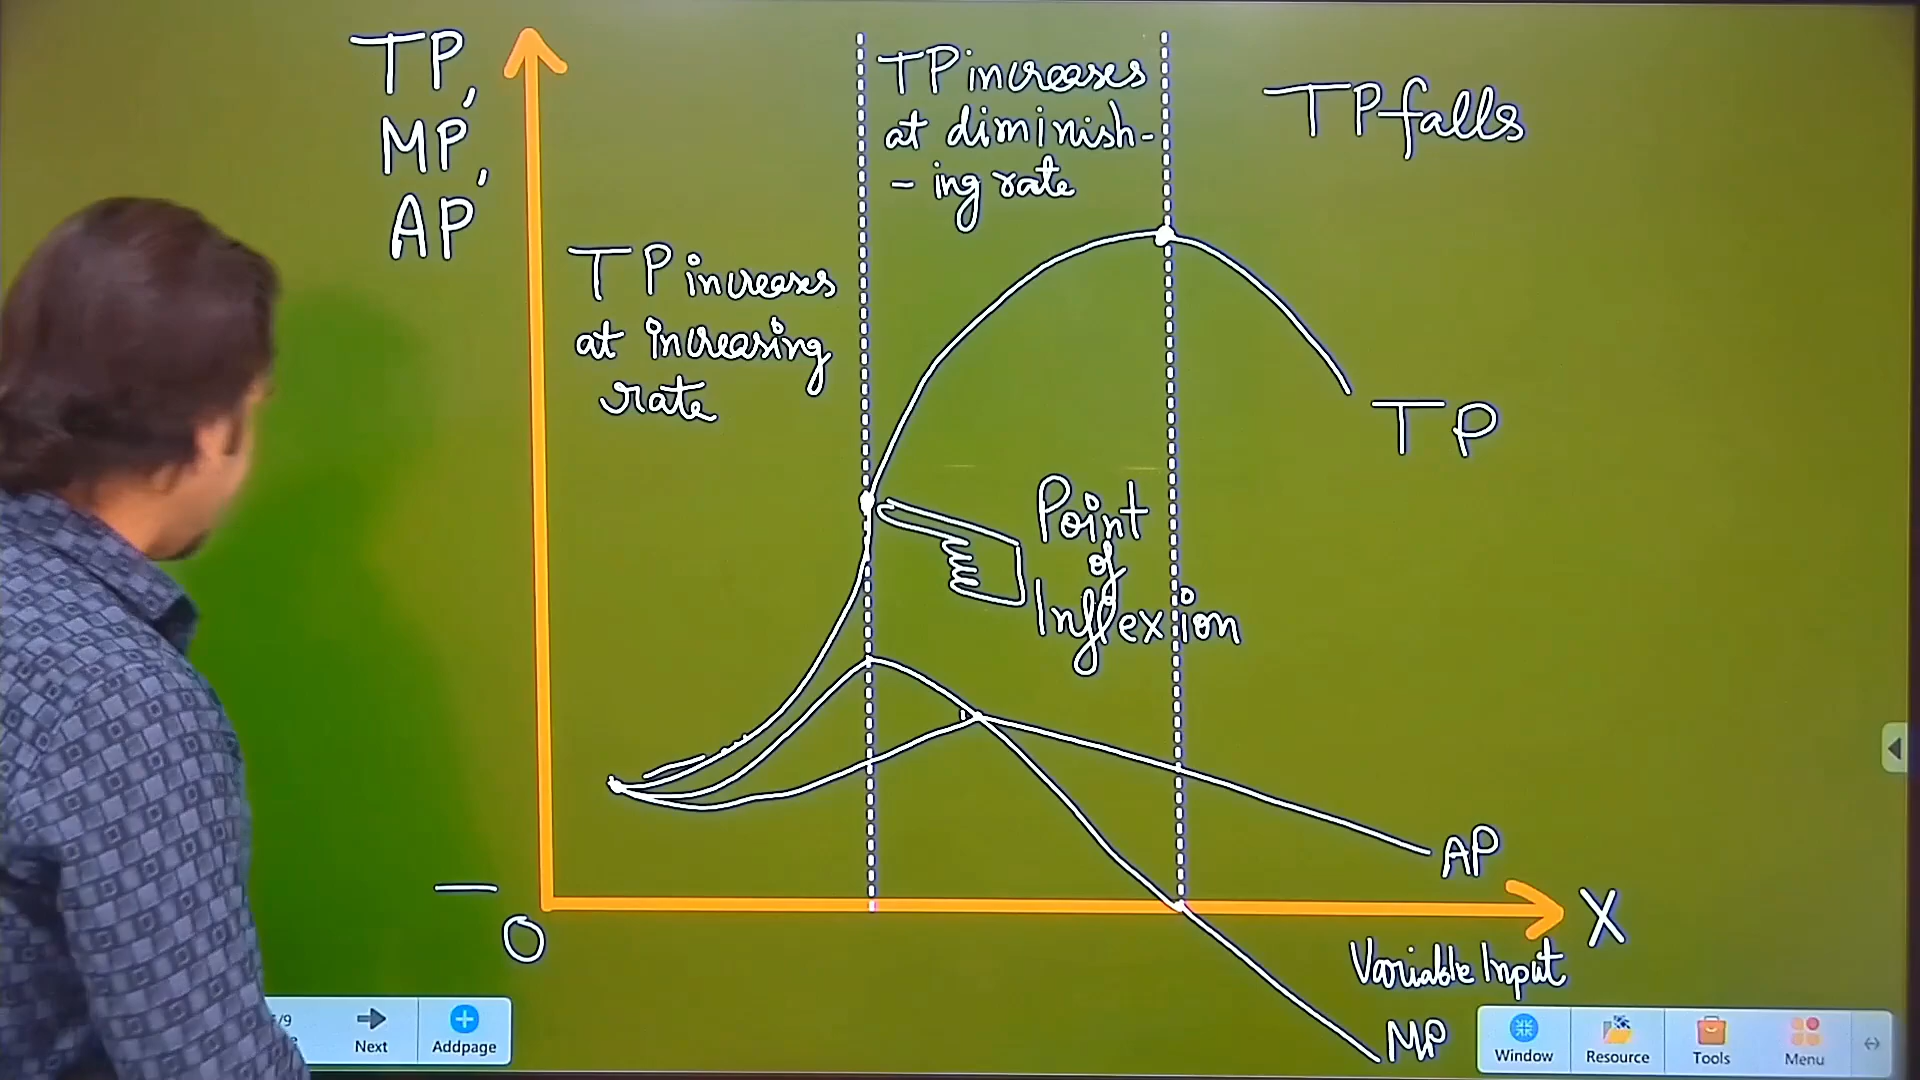 TP,
MP,
AP
TP increases
at diminish-
- ing rate
TP falls
TP increases
at increasing
rate
TP
Point
of
Inflexion
AP
X
O
Variable Input
MP
/9
Next
Addpage
Window
Resource
Tools
Menu